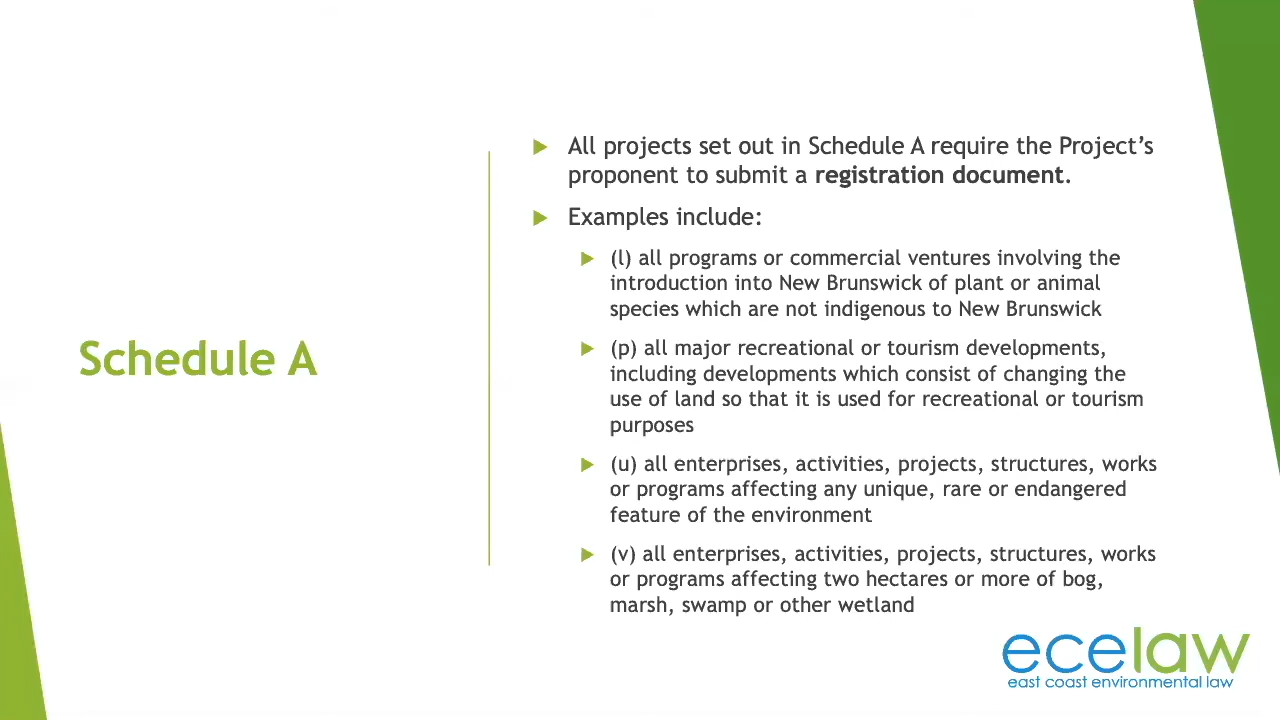 Schedule A
All projects set out in Schedule A require the Project’s
proponent to submit a registration document.
Examples include:
(l) all programs or commercial ventures involving the
introduction into New Brunswick of plant or animal
species which are not indigenous to New Brunswick
(p) all major recreational or tourism developments,
including developments which consist of changing the
use of land so that it is used for recreational or tourism
purposes
(u) all enterprises, activities, projects, structures, works
or programs affecting any unique, rare or endangered
feature of the environment
(v) all enterprises, activities, projects, structures, works
or programs affecting two hectares or more of bog,
marsh, swamp or other wetland
ecelaw
east coast environmental law